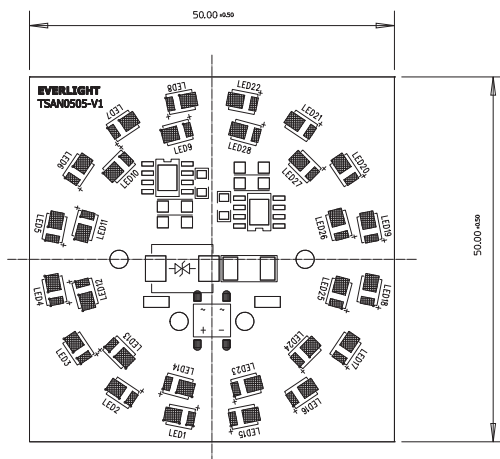 50.00 ±0.50
EVERLIGHT
TSAN0505-V1
LED8
LED22
LED7
LED21
LED9
LED28
LED6
LED10
LED27
LED20
LED5
LED11
LED26
LED19
50.00 ±0.50
LED4
LED12
LED25
LED18
~ ~
+ −
LED3
LED13
LED24
LED17
LED14
LED23
LED2
LED16
LED1
LED15